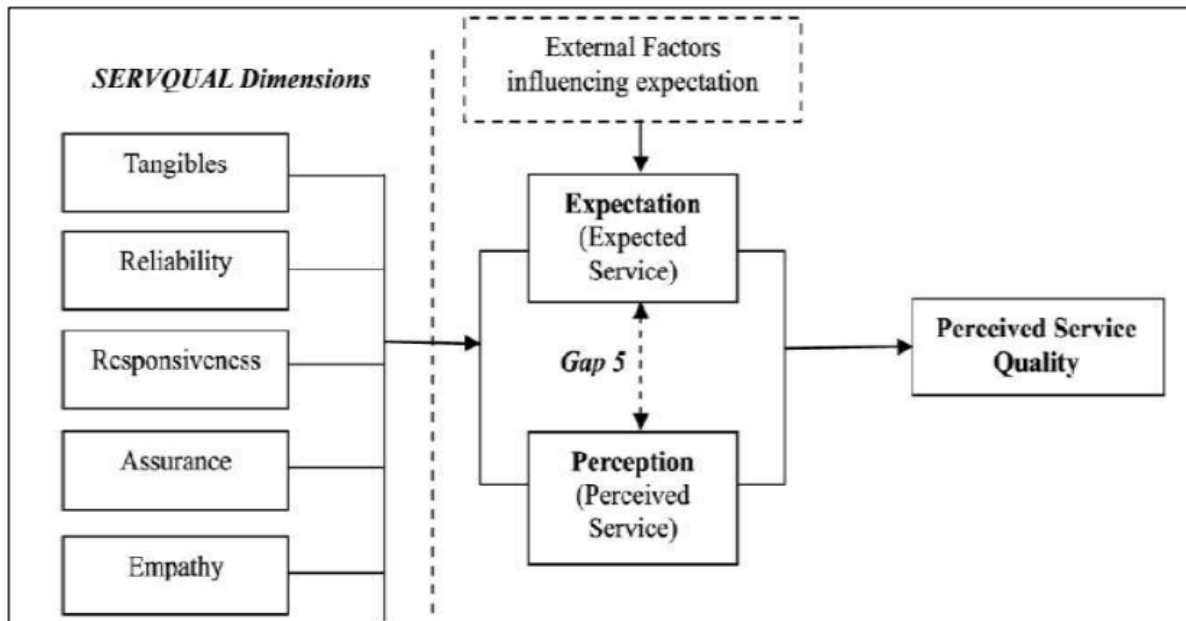 SERVQUAL Dimensions
Tangibles
Reliability
Responsiveness
Assurance
Empathy
External Factors
influencing expectation
Expectation
(Expected
Service)
Gap 5
Perception
(Perceived
Service)
Perceived Service
Quality